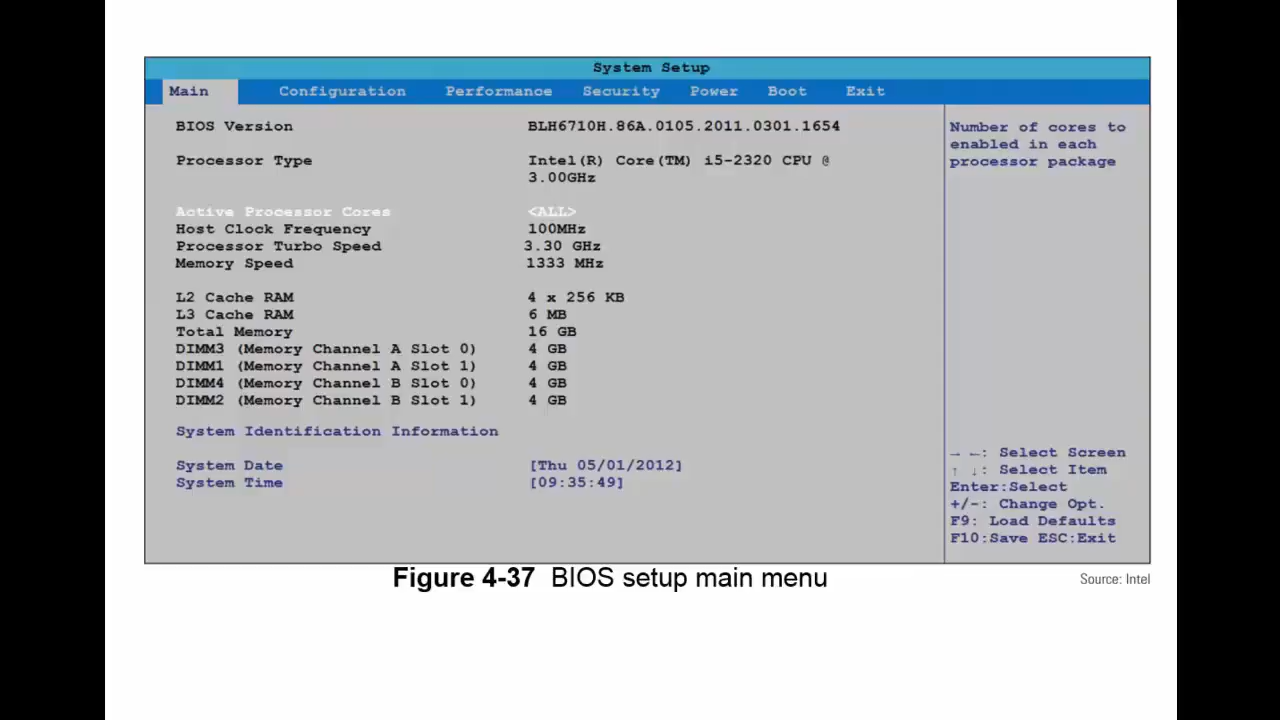 System Setup
Main Configuration Performance Security Power Boot Exit
BIOS Version BLH6710H.86A.0105.2011.0301.1654
Processor Type Intel(R) Core(TM) i5-2320 CPU @
3.00GHz
Active Processor Cores <ALL>
Host Clock Frequency 100MHz
Processor Turbo Speed 3.30 GHz
Memory Speed 1333 MHz
L2 Cache RAM 4 x 256 KB
L3 Cache RAM 6 MB
Total Memory 16 GB
DIMM3 (Memory Channel A Slot 0) 4 GB
DIMM1 (Memory Channel A Slot 1) 4 GB
DIMM4 (Memory Channel B Slot 0) 4 GB
DIMM2 (Memory Channel B Slot 1) 4 GB
System Identification Information
System Date [Thu 05/01/2012]
System Time [09:35:49]
Number of cores to
enabled in each
processor package
→ ←: Select Screen
↑ ↓: Select Item
Enter:Select
+/-: Change Opt.
F9: Load Defaults
F10:Save ESC:Exit
Figure 4-37 BIOS setup main menu
Source: Intel